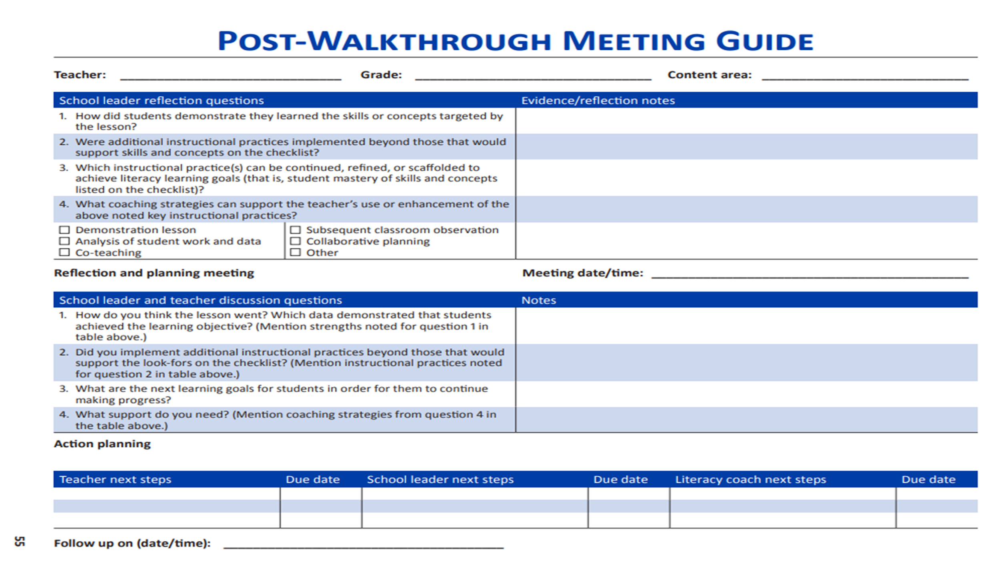 POST-WALKTHROUGH MEETING GUIDE
Teacher: ____________________ Grade: ____________________ Content area: ____________________
School leader reflection questions Evidence/reflection notes
1. How did students demonstrate they learned the skills or concepts targeted by
the lesson?
2. Were additional instructional practices implemented beyond those that would
support skills and concepts on the checklist?
3. Which instructional practice(s) can be continued, refined, or scaffolded to
achieve literacy learning goals (that is, student mastery of skills and concepts
listed on the checklist)?
4. What coaching strategies can support the teacher’s use or enhancement of the
above noted key instructional practices?
☐ Demonstration lesson ☐ Subsequent classroom observation
☐ Analysis of student work and data ☐ Collaborative planning
☐ Co-teaching ☐ Other
Reflection and planning meeting Meeting date/time: ____________________
School leader and teacher discussion questions Notes
1. How do you think the lesson went? Which data demonstrated that students
achieved the learning objective? (Mention strengths noted for question 1 in
table above.)
2. Did you implement additional instructional practices beyond those that would
support the look-fors on the checklist? (Mention instructional practices noted
for question 2 in table above.)
3. What are the next learning goals for students in order for them to continue
making progress?
4. What support do you need? (Mention coaching strategies from question 4 in
the table above.)
Action planning
Teacher next steps Due date School leader next steps Due date Literacy coach next steps Due date
Follow up on (date/time): ____________________
55